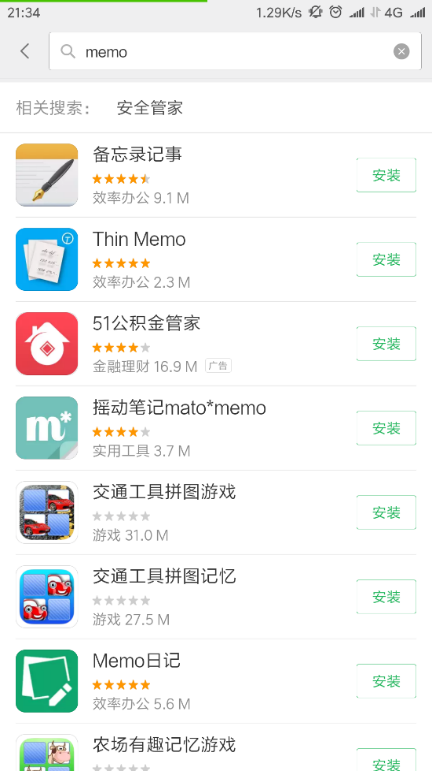 21:34 1.29K/s 4G
memo
相关搜索： 安全管家
备忘录记事
效率办公 9.1 M
安装
Thin Memo
效率办公 2.3 M
安装
51公积金管家
金融理财 16.9 M 广告
安装
m*
摇动笔记mato*memo
实用工具 3.7 M
安装
交通工具拼图游戏
游戏 31.0 M
安装
交通工具拼图记忆
游戏 27.5 M
安装
Memo日记
效率办公 5.6 M
安装
农场有趣记忆游戏
安装